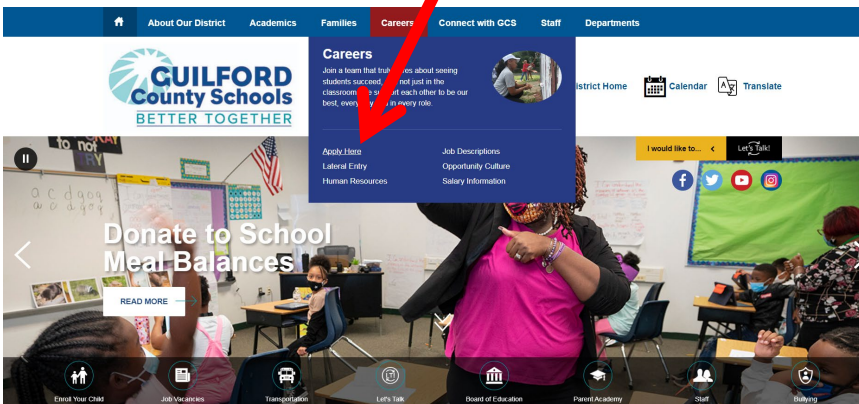 About Our District Academics Families Careers Connect with GCS Staff Departments
Careers
Join a team that truly cares about seeing
students succeed, not just in the
classroom. We support each other to be our
best, every day and in every role.
Apply Here
Lateral Entry
Human Resources
Job Descriptions
Opportunity Culture
Salary Information
GUILFORD
County Schools
BETTER TOGETHER
District Home Calendar Translate
I would like to... <
Let's Talk!
to not
Donate to School
Meal Balances
READ MORE
Enroll Your Child
Job Vacancies
Transportation
Let's Talk
Board of Education
Parent Academy
Staff
Bullying